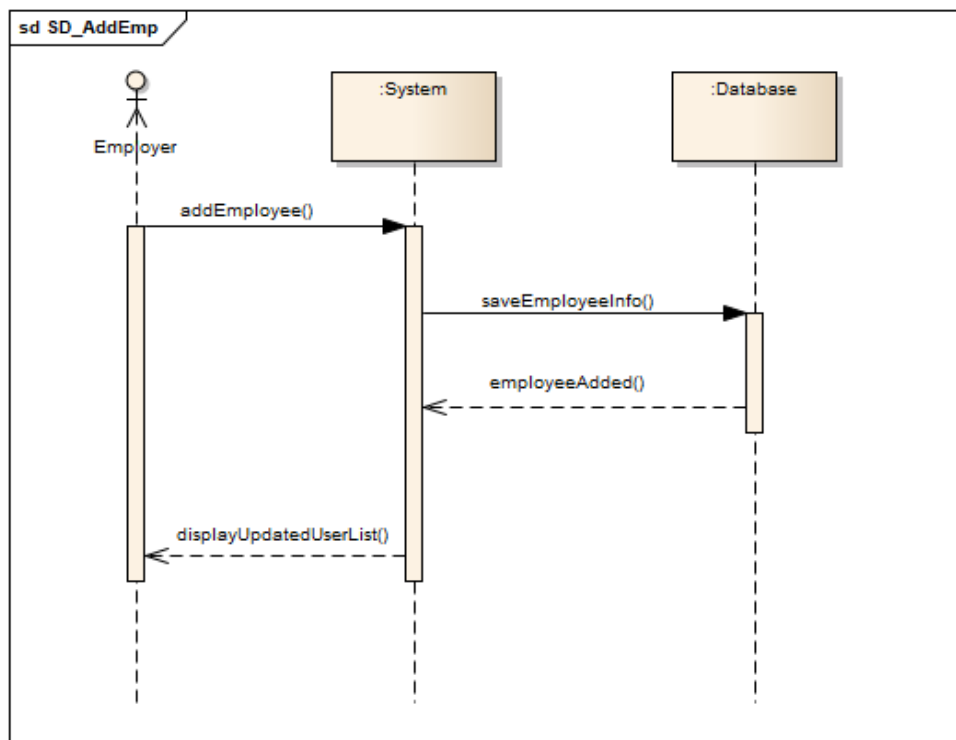 sd SD_AddEmp
:System
:Database
Employer
addEmployee()
saveEmployeeInfo()
employeeAdded()
displayUpdatedUserList()